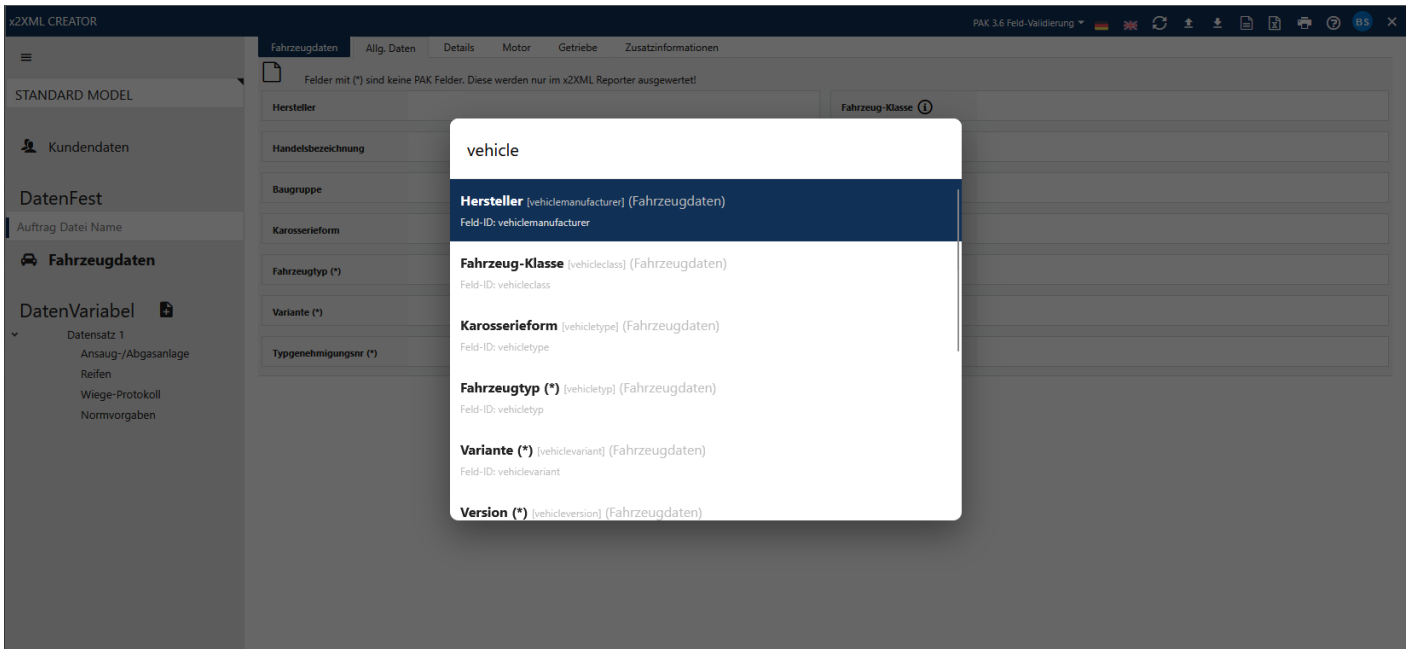 x2XML CREATOR
PAK 3.6 Feld-Validierung
BS
STANDARD MODEL
Kundendaten
DatenFest
Auftrag Datei Name
Fahrzeugdaten
DatenVariabel
Datensatz 1
Ansaug-/Abgasanlage
Reifen
Wiege-Protokoll
Normvorgaben
Fahrzeugdaten Allg. Daten Details Motor Getriebe Zusatzinformationen
Felder mit (*) sind keine PAK Felder. Diese werden nur im x2XML Reporter ausgewertet!
Hersteller
Fahrzeug-Klasse
Handelsbezeichnung
Baugruppe
Karosserieform
Fahrzeugtyp (*)
Variante (*)
Typgenehmigungsnr (*)
vehicle
Hersteller [vehiclemanufacturer] (Fahrzeugdaten)
Feld-ID: vehiclemanufacturer
Fahrzeug-Klasse [vehicleclass] (Fahrzeugdaten)
Feld-ID: vehicleclass
Karosserieform [vehicletype] (Fahrzeugdaten)
Feld-ID: vehicletype
Fahrzeugtyp (*) [vehicletyp] (Fahrzeugdaten)
Feld-ID: vehicletyp
Variante (*) [vehiclevariant] (Fahrzeugdaten)
Feld-ID: vehiclevariant
Version (*) [vehicleversion] (Fahrzeugdaten)